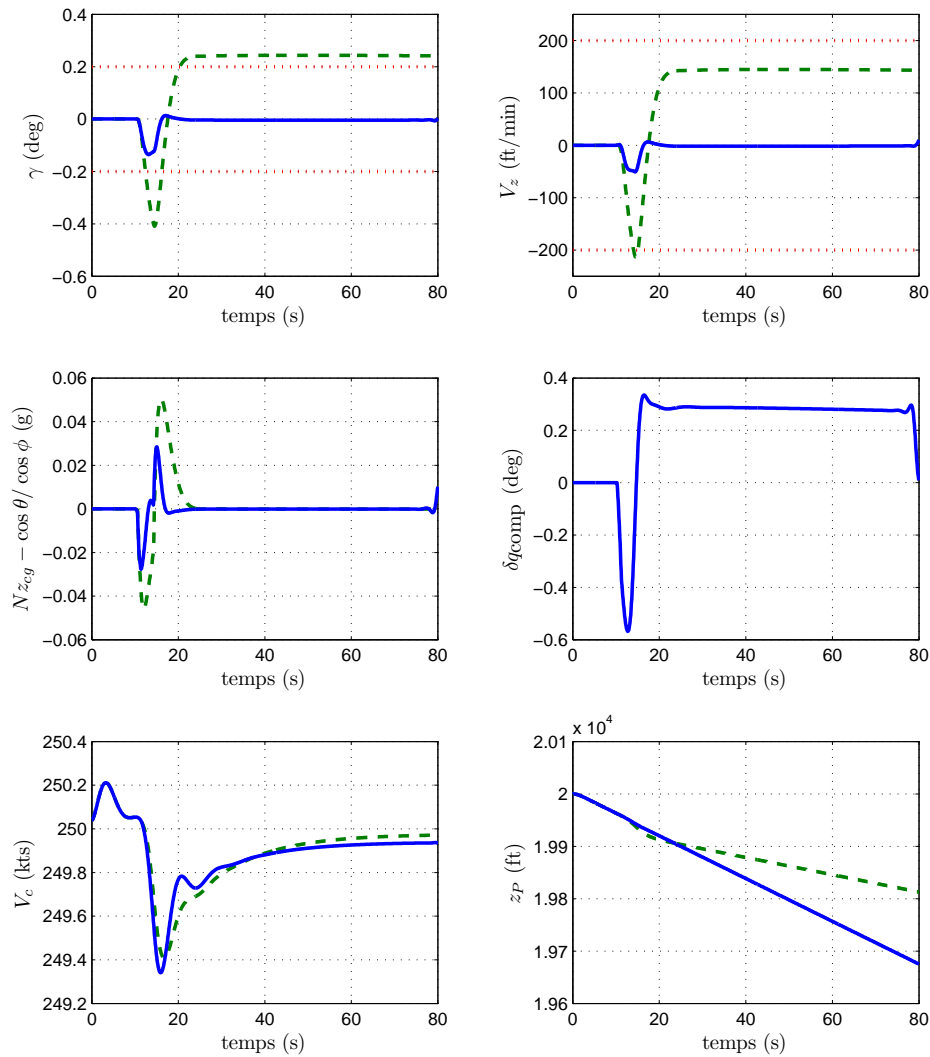 0.4
0.2
0
−0.2
−0.4
−0.6
γ (deg)
0 20 40 60 80
temps (s)
200
100
0
−100
−200
V_z (ft/min)
0 20 40 60 80
temps (s)
0.06
0.04
0.02
0
−0.02
−0.04
−0.06
Nz_{cg} − cos θ/ cos ϕ (g)
0 20 40 60 80
temps (s)
0.4
0.2
0
−0.2
−0.4
−0.6
δqcomp (deg)
0 20 40 60 80
temps (s)
250.4
250.2
250
249.8
249.6
249.4
249.2
V_c (kts)
0 20 40 60 80
temps (s)
x 10^4
2.01
2
1.99
1.98
1.97
1.96
z_P (ft)
0 20 40 60 80
temps (s)